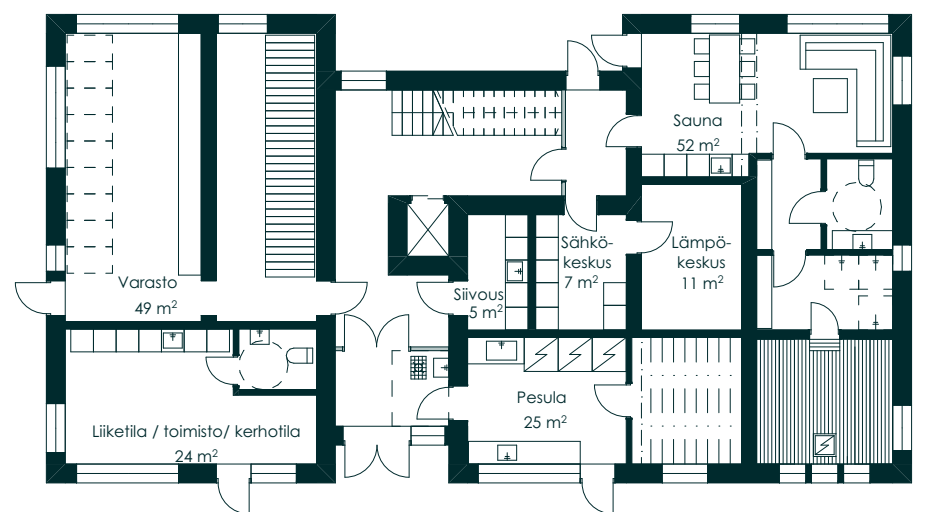 Sauna
52 m²
Sähkö-
keskus
7 m²
Lämpö-
keskus
11 m²
Varasto
49 m²
Siivous
5 m²
Pesula
25 m²
Liiketila / toimisto/ kerhotila
24 m²